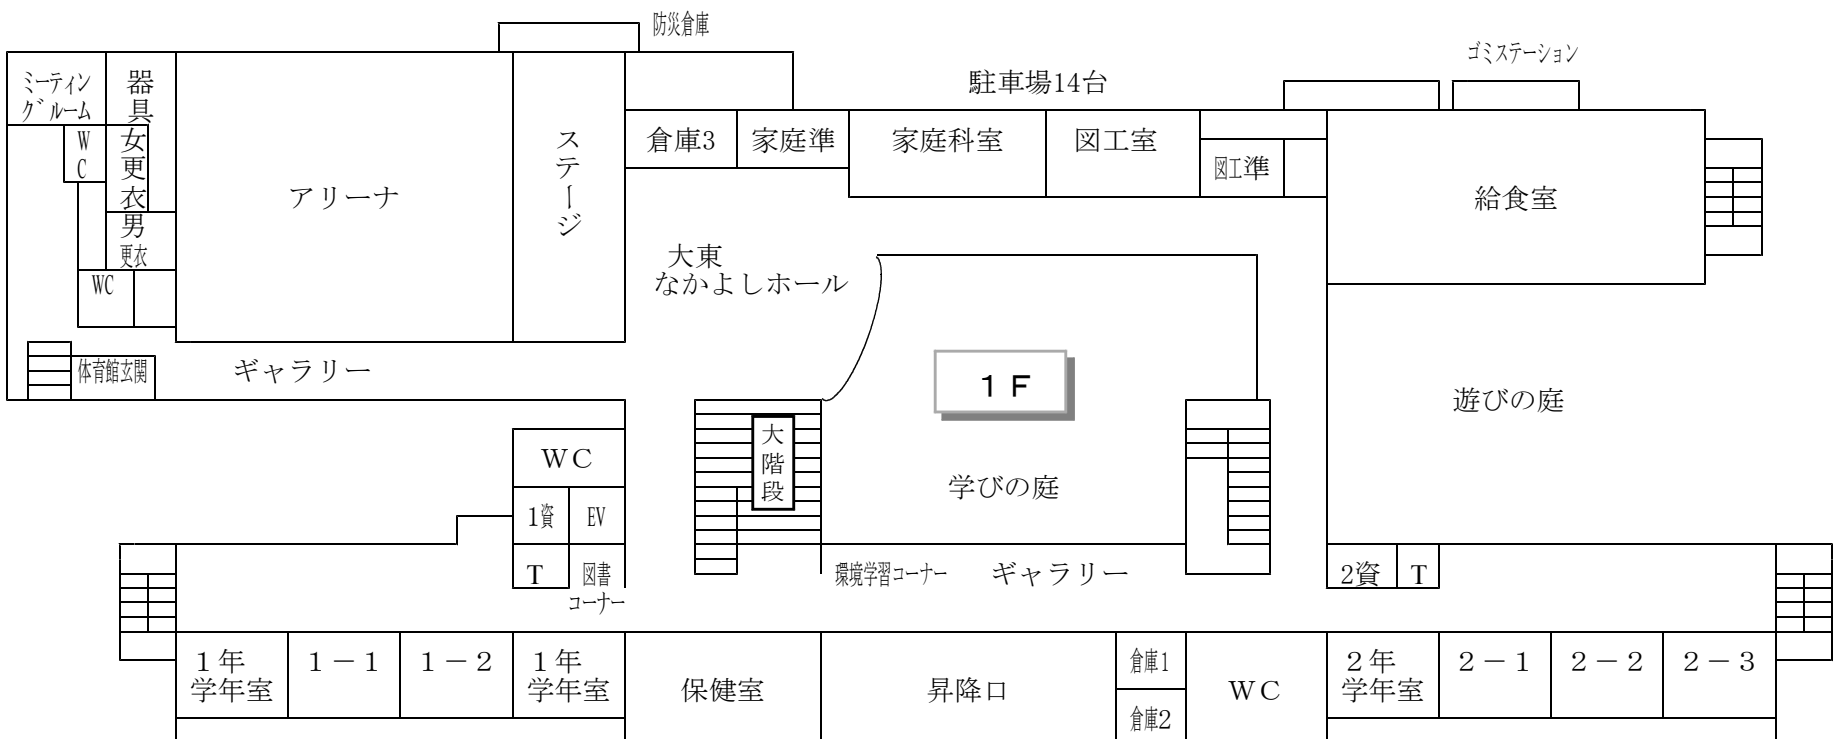 防災倉庫
ゴミステーション
駐車場14台
ミーティン
グルーム
器
具
WC
女
更
衣
男
更衣
WC
アリーナ
ステージ
倉庫3
家庭準
家庭科室
図工室
図工準
給食室
大東
なかよしホール
体育館玄関
ギャラリー
1F
遊びの庭
大階段
学びの庭
WC
1資
EV
T
図書
コーナー
環境学習コーナー
ギャラリー
2資
T
1年
学年室
1-1
1-2
1年
学年室
保健室
昇降口
倉庫1
倉庫2
WC
2年
学年室
2-1
2-2
2-3